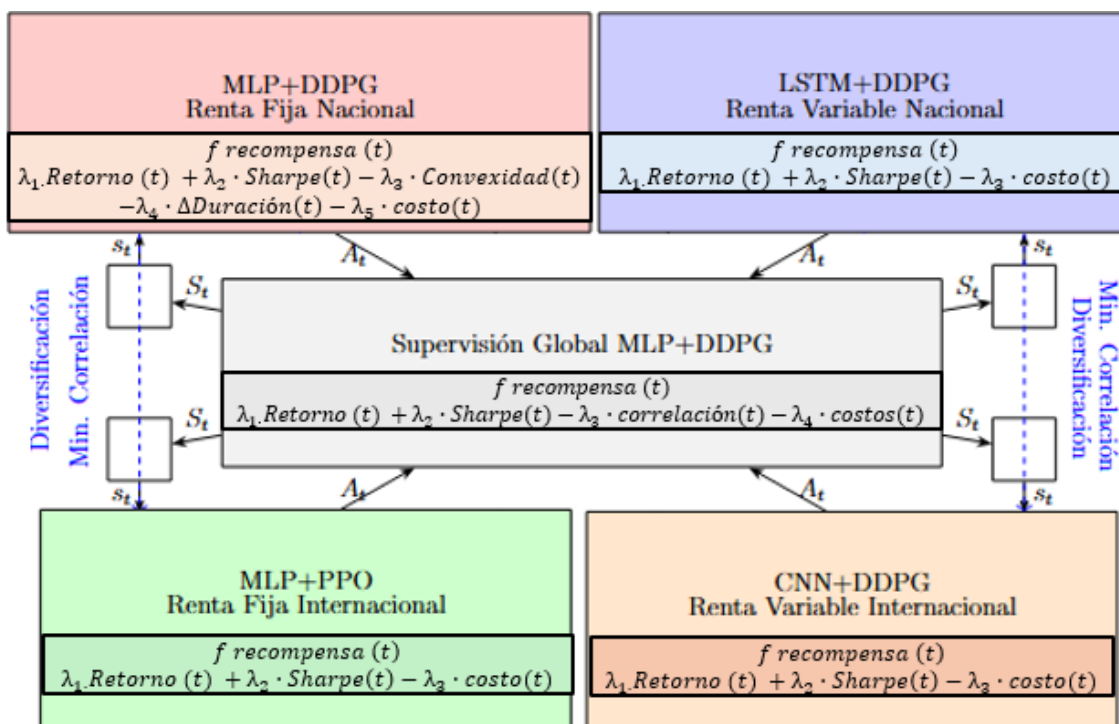 MLP+DDPG
Renta Fija Nacional
f recompensa (t)
λ₁.Retorno (t) + λ₂ · Sharpe(t) − λ₃ · Convexidad(t)
−λ₄ · ΔDuración(t) − λ₅ · costo(t)
LSTM+DDPG
Renta Variable Nacional
f recompensa (t)
λ₁.Retorno (t) + λ₂ · Sharpe(t) − λ₃ · costo(t)
sₜ
Aₜ
Aₜ
sₜ
Sₜ
Sₜ
Diversificación
Min. Correlación
Min. Correlación
Diversificación
Supervisión Global MLP+DDPG
f recompensa (t)
λ₁.Retorno (t) + λ₂ · Sharpe(t) − λ₃ · correlación(t) − λ₄ · costos(t)
Sₜ
Sₜ
sₜ
Aₜ
Aₜ
sₜ
MLP+PPO
Renta Fija Internacional
f recompensa (t)
λ₁.Retorno (t) + λ₂ · Sharpe(t) − λ₃ · costo(t)
CNN+DDPG
Renta Variable Internacional
f recompensa (t)
λ₁.Retorno (t) + λ₂ · Sharpe(t) − λ₃ · costo(t)